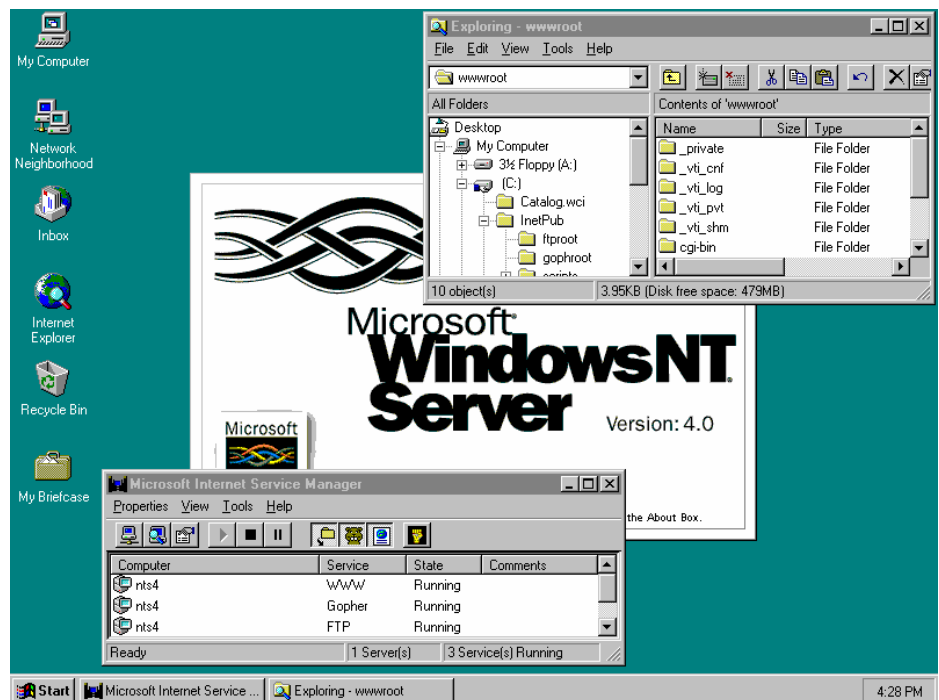 My Computer
Network
Neighborhood
Inbox
Internet
Explorer
Recycle Bin
My Briefcase
Exploring - wwwroot
File Edit View Tools Help
wwwroot
All Folders
Contents of 'wwwroot'
Desktop
My Computer
3½ Floppy (A:)
(C:)
Catalog.wci
InetPub
ftproot
gophroot
Name Size Type
_private File Folder
_vti_cnf File Folder
_vti_log File Folder
_vti_pvt File Folder
_vti_shm File Folder
cgi-bin File Folder
10 object(s) 3.95KB (Disk free space: 479MB)
Microsoft
WindowsNT
Server
Version: 4.0
Microsoft
the About Box.
Microsoft Internet Service Manager
Properties View Tools Help
Computer Service State Comments
nts4 WWW Running
nts4 Gopher Running
nts4 FTP Running
Ready 1 Server(s) 3 Service(s) Running
Start Microsoft Internet Service ... Exploring - wwwroot 4:28 PM